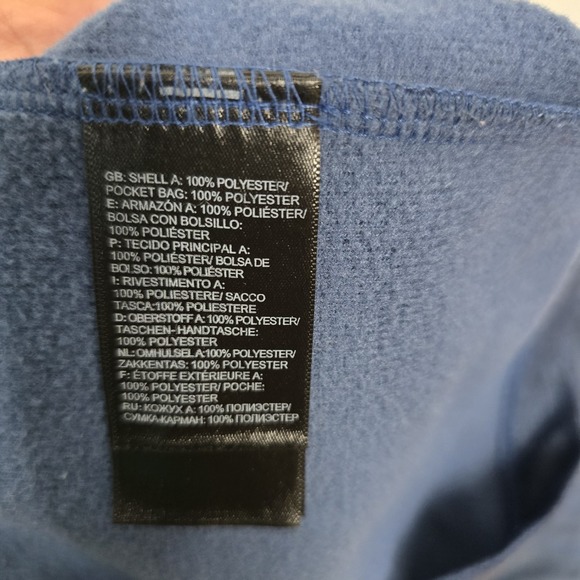 GB: SHELL A: 100% POLYESTER/
POCKET BAG: 100% POLYESTER
E: ARMAZÓN A: 100% POLIÉSTER/
BOLSA CON BOLSILLO:
100% POLIÉSTER
P: TECIDO PRINCIPAL A:
100% POLIÉSTER/ BOLSA DE
BOLSO: 100% POLIÉSTER
I: RIVESTIMENTO A:
100% POLIESTERE/ SACCO
TASCA:100% POLIESTERE
D: OBERSTOFF A: 100% POLYESTER/
TASCHEN- HANDTASCHE:
100% POLYESTER
NL: OMHULSEL A:100% POLYESTER/
ZAKKENTAS: 100% POLYESTER
F: ÉTOFFE EXTÉRIEURE A:
100% POLYESTER/ POCHE:
100% POLYESTER
RU: КОЖУХ А: 100% ПОЛИЭСТЕР/
СУМКА-КАРМАН: 100% ПОЛИЭСТЕР